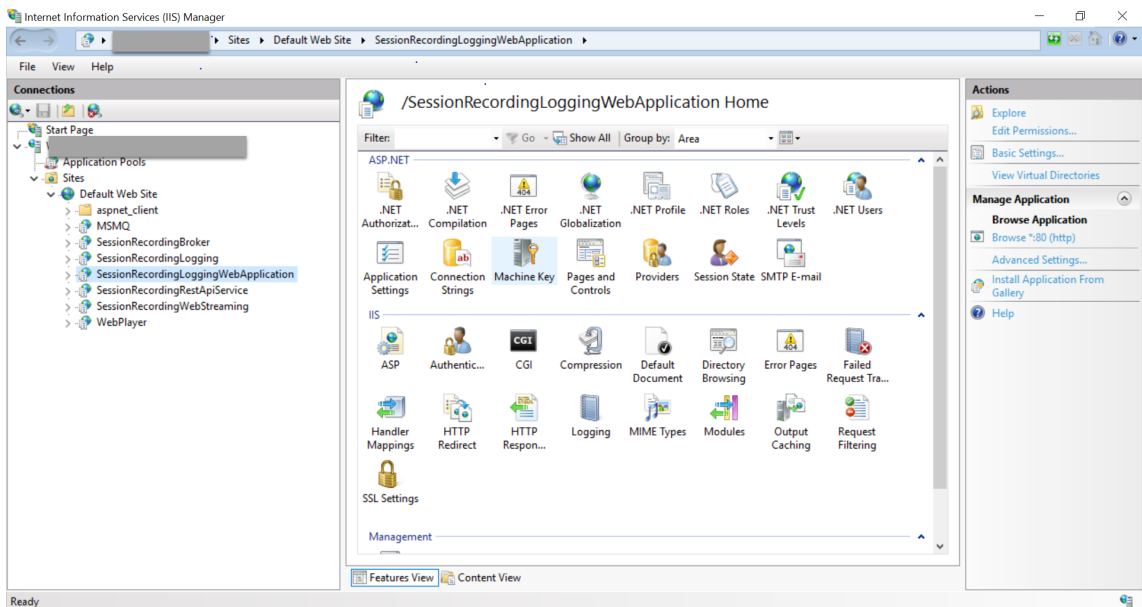 Internet Information Services (IIS) Manager
Sites
Default Web Site
SessionRecordingLoggingWebApplication
File View Help
Connections
Start Page
Application Pools
Sites
Default Web Site
aspnet_client
MSMQ
SessionRecordingBroker
SessionRecordingLogging
SessionRecordingLoggingWebApplication
SessionRecordingRestApiService
SessionRecordingWebStreaming
WebPlayer
/SessionRecordingLoggingWebApplication Home
Filter: Go Show All Group by: Area
ASP.NET
.NET Authorizat...
.NET Compilation
.NET Error Pages
.NET Globalization
.NET Profile
.NET Roles
.NET Trust Levels
.NET Users
Application Settings
Connection Strings
Machine Key
Pages and Controls
Providers
Session State
SMTP E-mail
IIS
ASP
Authentic...
CGI
CGI
Compression
Default Document
Directory Browsing
404
Error Pages
Failed Request Tra...
Handler Mappings
HTTP Redirect
HTTP Respon...
Logging
MIME Types
Modules
Output Caching
Request Filtering
SSL Settings
Management
Features View
Content View
Actions
Explore
Edit Permissions...
Basic Settings...
View Virtual Directories
Manage Application
Browse Application
Browse *:80 (http)
Advanced Settings...
Install Application From
Gallery
Help
Ready